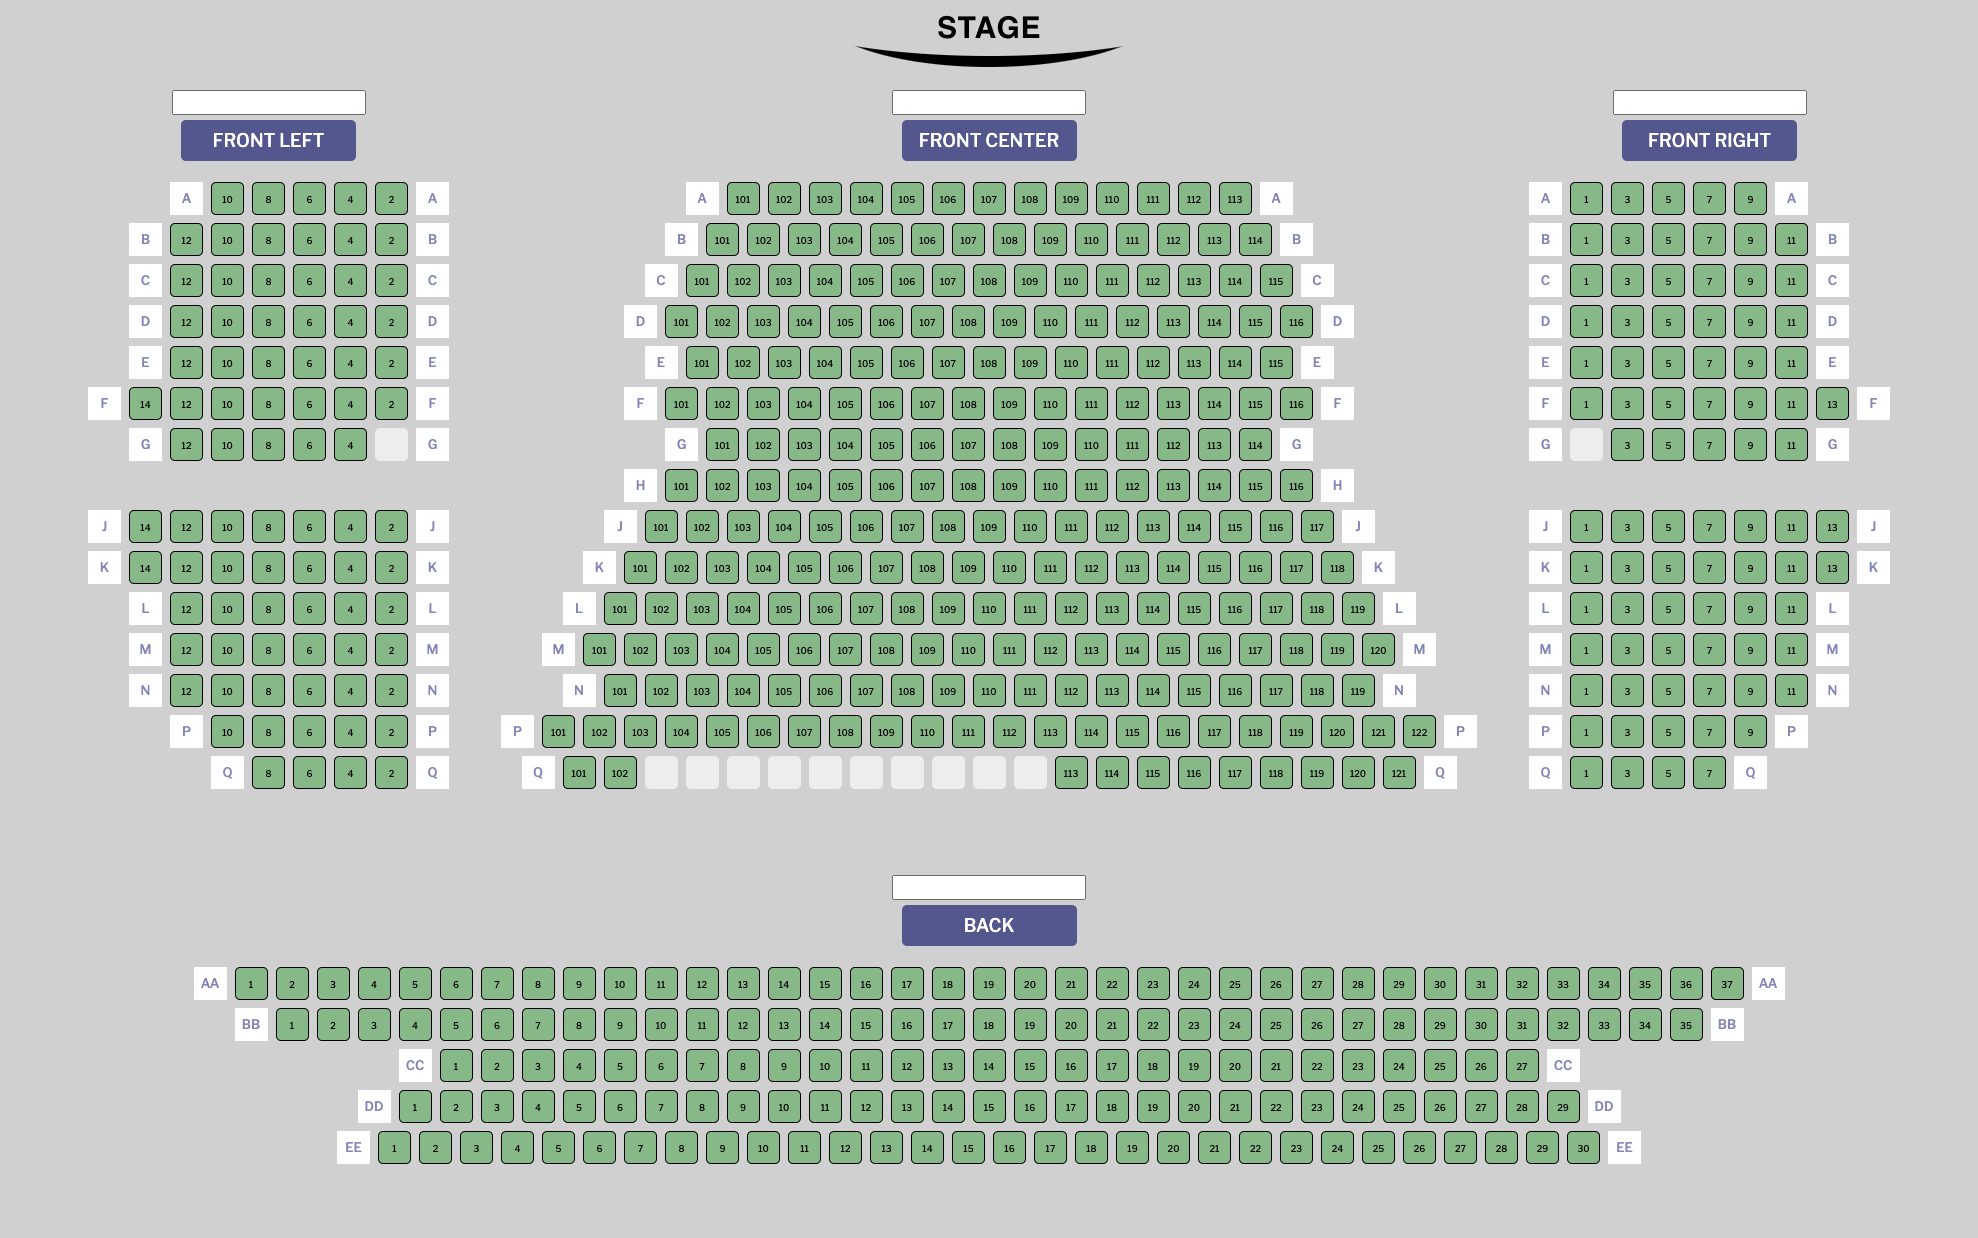 STAGE
FRONT LEFT FRONT CENTER FRONT RIGHT
A 10 8 6 4 2 A A 101 102 103 104 105 106 107 108 109 110 111 112 113 A A 1 3 5 7 9 A
B 12 10 8 6 4 2 B B 101 102 103 104 105 106 107 108 109 110 111 112 113 114 B B 1 3 5 7 9 11 B
C 12 10 8 6 4 2 C C 101 102 103 104 105 106 107 108 109 110 111 112 113 114 115 C C 1 3 5 7 9 11 C
D 12 10 8 6 4 2 D D 101 102 103 104 105 106 107 108 109 110 111 112 113 114 115 116 D D 1 3 5 7 9 11 D
E 12 10 8 6 4 2 E E 101 102 103 104 105 106 107 108 109 110 111 112 113 114 115 E E 1 3 5 7 9 11 E
F 14 12 10 8 6 4 2 F F 101 102 103 104 105 106 107 108 109 110 111 112 113 114 115 116 F F 1 3 5 7 9 11 13 F
G 12 10 8 6 4 G G 101 102 103 104 105 106 107 108 109 110 111 112 113 114 G G 3 5 7 9 11 G
H 101 102 103 104 105 106 107 108 109 110 111 112 113 114 115 116 H
J 14 12 10 8 6 4 2 J J 101 102 103 104 105 106 107 108 109 110 111 112 113 114 115 116 117 J J 1 3 5 7 9 11 13 J
K 14 12 10 8 6 4 2 K K 101 102 103 104 105 106 107 108 109 110 111 112 113 114 115 116 117 118 K K 1 3 5 7 9 11 13 K
L 12 10 8 6 4 2 L L 101 102 103 104 105 106 107 108 109 110 111 112 113 114 115 116 117 118 119 L L 1 3 5 7 9 11 L
M 12 10 8 6 4 2 M M 101 102 103 104 105 106 107 108 109 110 111 112 113 114 115 116 117 118 119 120 M M 1 3 5 7 9 11 M
N 12 10 8 6 4 2 N N 101 102 103 104 105 106 107 108 109 110 111 112 113 114 115 116 117 118 119 N N 1 3 5 7 9 11 N
P 10 8 6 4 2 P P 101 102 103 104 105 106 107 108 109 110 111 112 113 114 115 116 117 118 119 120 121 122 P P 1 3 5 7 9 P
Q 8 6 4 2 Q Q 101 102 113 114 115 116 117 118 119 120 121 Q Q 1 3 5 7 Q
BACK
AA 1 2 3 4 5 6 7 8 9 10 11 12 13 14 15 16 17 18 19 20 21 22 23 24 25 26 27 28 29 30 31 32 33 34 35 36 37 AA
BB 1 2 3 4 5 6 7 8 9 10 11 12 13 14 15 16 17 18 19 20 21 22 23 24 25 26 27 28 29 30 31 32 33 34 35 BB
CC 1 2 3 4 5 6 7 8 9 10 11 12 13 14 15 16 17 18 19 20 21 22 23 24 25 26 27 CC
DD 1 2 3 4 5 6 7 8 9 10 11 12 13 14 15 16 17 18 19 20 21 22 23 24 25 26 27 28 29 DD
EE 1 2 3 4 5 6 7 8 9 10 11 12 13 14 15 16 17 18 19 20 21 22 23 24 25 26 27 28 29 30 EE